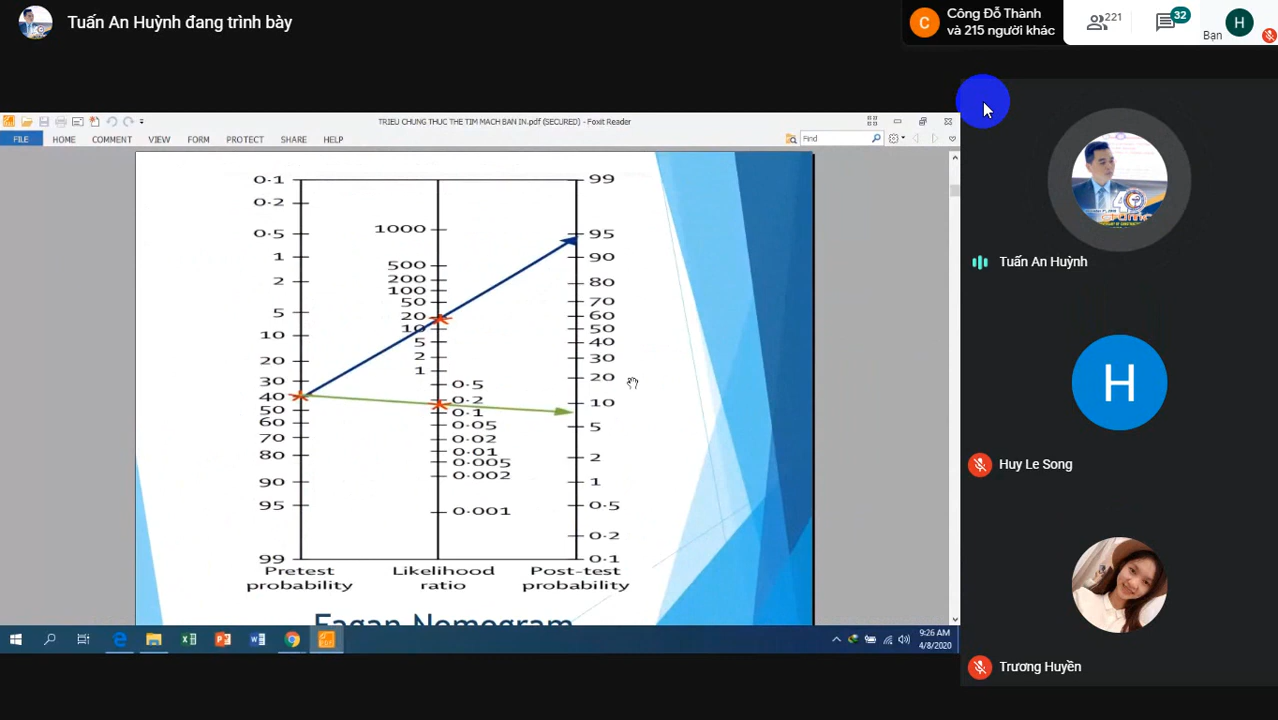 Tuấn An Huỳnh đang trình bày
Công Đỗ Thành
và 215 người khác
221
32
Bạn
H
C
TRIEU CHUNG THUC THE TIM MACH BAN IN.pdf (SECURED) - Foxit Reader
FILE HOME COMMENT VIEW FORM PROTECT SHARE HELP
Find
0·1
0·2
0·5
1
2
5
10
20
30
40
50
60
70
80
90
95
99
Pretest
probability
1000
500
200
100
50
20
10
5
2
1
0·5
0·2
0·1
0·05
0·02
0·01
0·005
0·002
0·001
Likelihood
ratio
99
95
90
80
70
60
50
40
30
20
10
5
2
1
0·5
0·2
0·1
Post-test
probability
Fagan Nomogram
9:26 AM
4/8/2020
Tuấn An Huỳnh
H
Huy Le Song
Trương Huyền